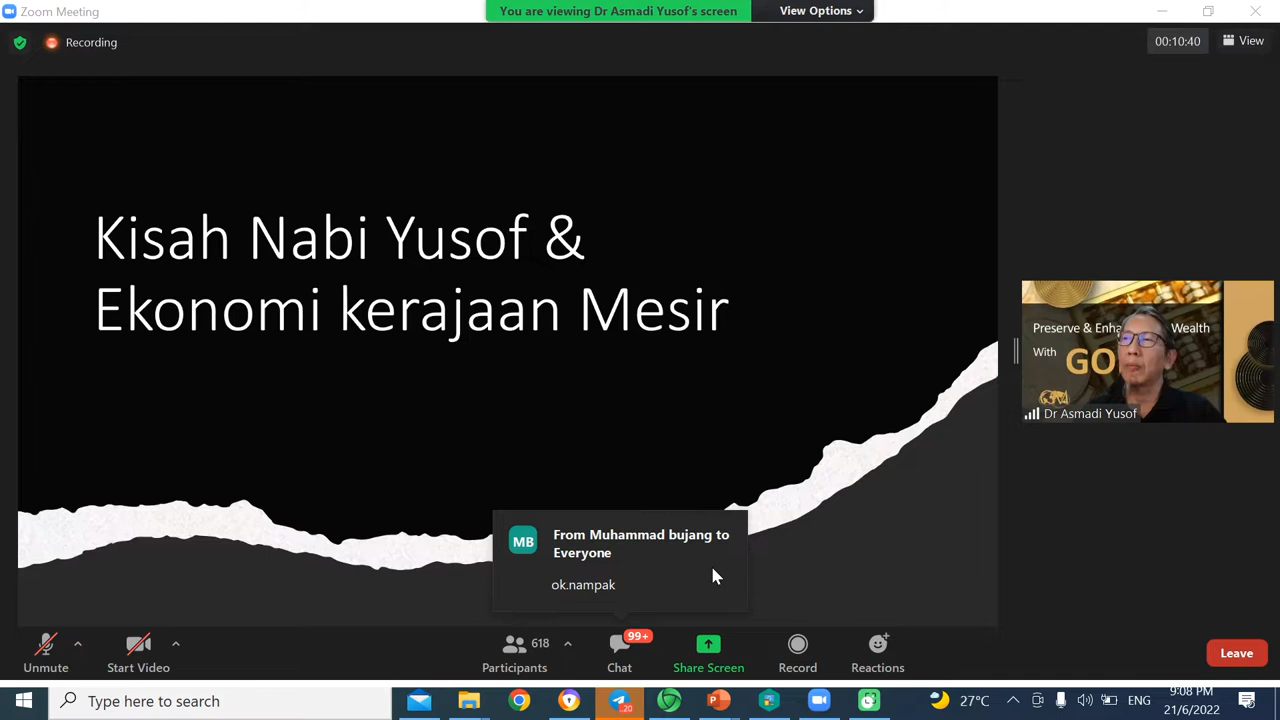 Zoom Meeting
You are viewing Dr Asmadi Yusof's screen
View Options
Recording
00:10:40
View
Kisah Nabi Yusof &
Ekonomi kerajaan Mesir
Preserve & Enha Wealth
With GO
Dr Asmadi Yusof
MB
From Muhammad bujang to
Everyone
ok.nampak
Unmute
Start Video
618
Participants
99+
Chat
Share Screen
Record
Reactions
Leave
Type here to search
20
27°C
ENG
9:08 PM
21/6/2022